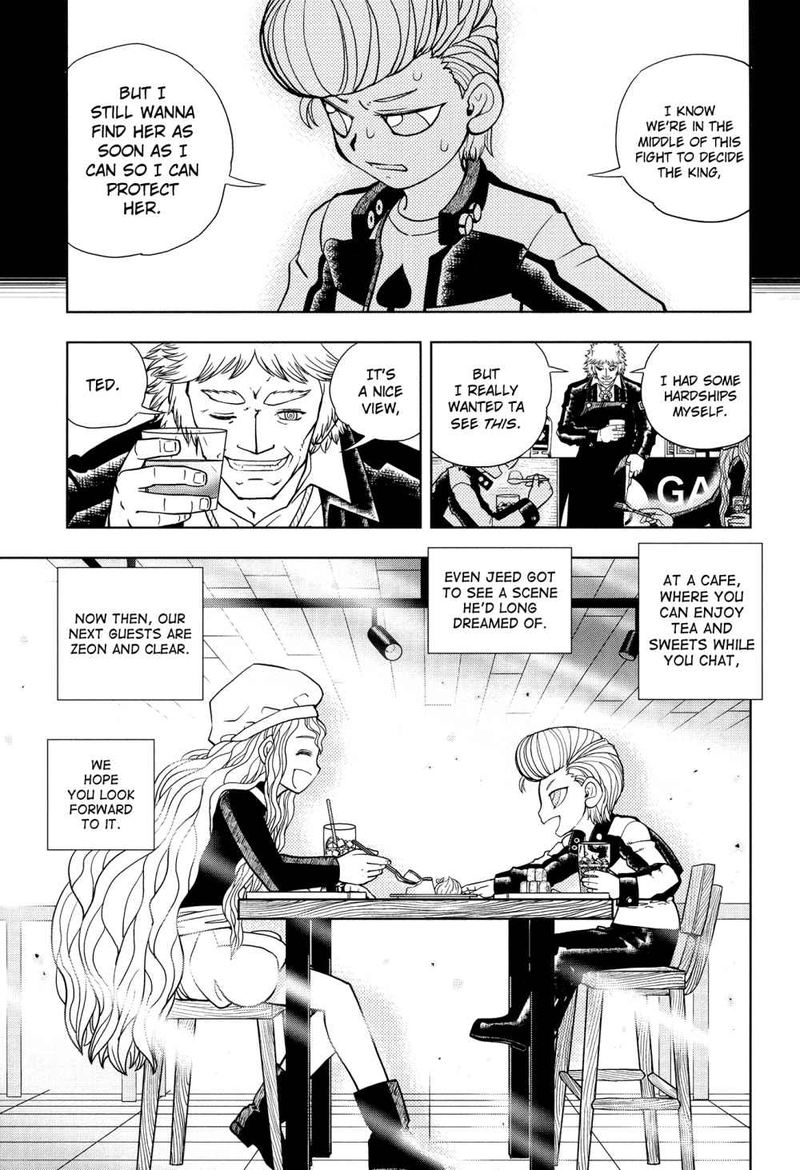 I KNOW
WE'RE IN THE
MIDDLE OF THIS
FIGHT TO DECIDE
THE KING,
BUT I
STILL WANNA
FIND HER AS
SOON AS I
CAN SO I CAN
PROTECT
HER.
I HAD SOME
HARDSHIPS
MYSELF.
BUT
I REALLY
WANTED TA
SEE THIS.
GA
IT'S
A NICE
VIEW,
TED.
AT A CAFE,
WHERE YOU
CAN ENJOY
TEA AND
SWEETS WHILE
YOU CHAT,
EVEN JEED GOT
TO SEE A SCENE
HE'D LONG
DREAMED OF.
NOW THEN, OUR
NEXT GUESTS ARE
ZEON AND CLEAR.
WE
HOPE
YOU LOOK
FORWARD
TO IT.